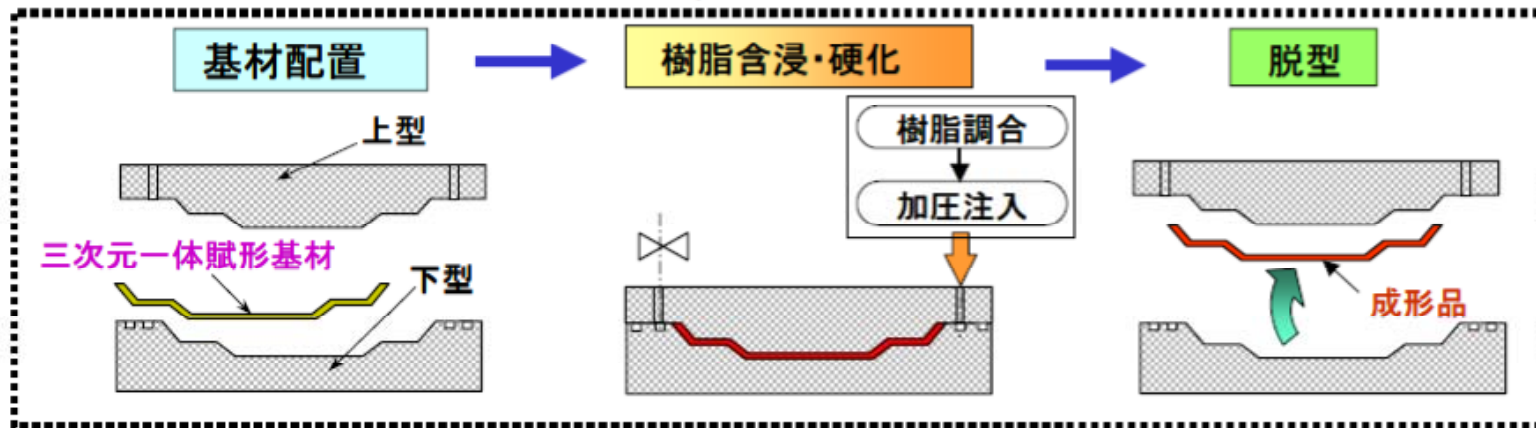 基材配置
樹脂含浸・硬化
脱型
樹脂調合
上型
加圧注入
三次元一体賦形基材
下型
成形品